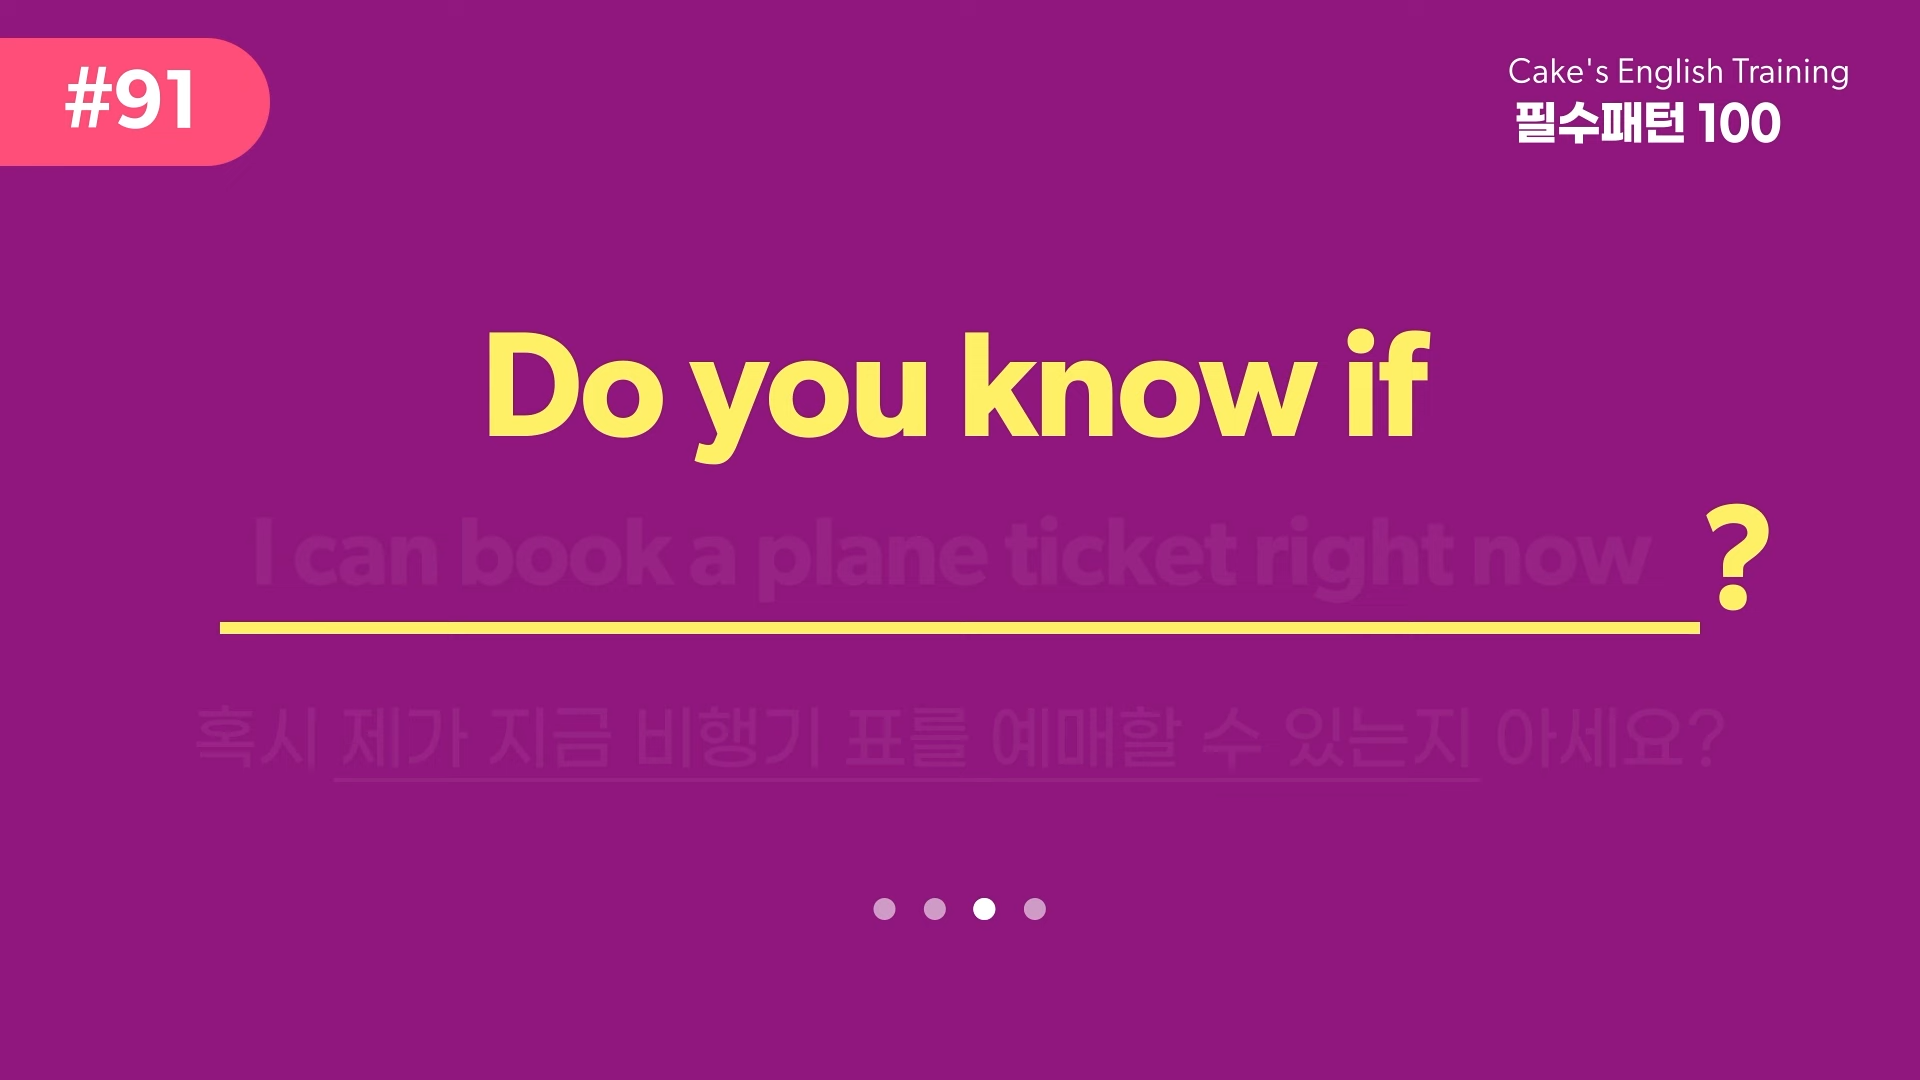 #91
Cake's English Training
필수패턴 100
Do you know if
I can book a plane ticket right now ?
혹시 제가 지금 비행기 표를 예매할 수 있는지 아세요?